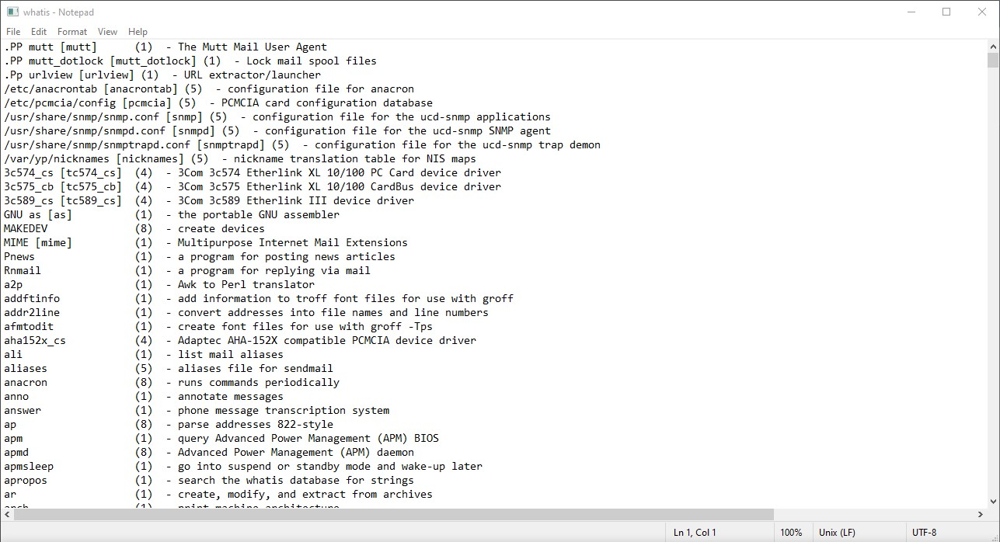 whatis - Notepad
File Edit Format View Help
.PP mutt [mutt]      (1)  - The Mutt Mail User Agent
.PP mutt_dotlock [mutt_dotlock] (1)  - Lock mail spool files
.Pp urlview [urlview] (1)  - URL extractor/launcher
/etc/anacrontab [anacrontab] (5)  - configuration file for anacron
/etc/pcmcia/config [pcmcia] (5)  - PCMCIA card configuration database
/usr/share/snmp/snmp.conf [snmp] (5)  - configuration file for the ucd-snmp applications
/usr/share/snmp/snmpd.conf [snmpd] (5)  - configuration file for the ucd-snmp SNMP agent
/usr/share/snmp/snmptrapd.conf [snmptrapd] (5)  - configuration file for the ucd-snmp trap demon
/var/yp/nicknames [nicknames] (5)  - nickname translation table for NIS maps
3c574_cs [tc574_cs]  (4)  - 3Com 3c574 Etherlink XL 10/100 PC Card device driver
3c575_cb [tc575_cb]  (4)  - 3Com 3c575 Etherlink XL 10/100 CardBus device driver
3c589_cs [tc589_cs]  (4)  - 3Com 3c589 Etherlink III device driver
GNU as [as]          (1)  - the portable GNU assembler
MAKEDEV              (8)  - create devices
MIME [mime]          (1)  - Multipurpose Internet Mail Extensions
Pnews                (1)  - a program for posting news articles
Rnmail               (1)  - a program for replying via mail
a2p                  (1)  - Awk to Perl translator
addftinfo            (1)  - add information to troff font files for use with groff
addr2line            (1)  - convert addresses into file names and line numbers
afmtodit             (1)  - create font files for use with groff -Tps
aha152x_cs           (4)  - Adaptec AHA-152X compatible PCMCIA device driver
ali                  (1)  - list mail aliases
aliases              (5)  - aliases file for sendmail
anacron              (8)  - runs commands periodically
anno                 (1)  - annotate messages
answer               (1)  - phone message transcription system
ap                   (8)  - parse addresses 822-style
apm                  (1)  - query Advanced Power Management (APM) BIOS
apmd                 (8)  - Advanced Power Management (APM) daemon
apmsleep             (1)  - go into suspend or standby mode and wake-up later
apropos              (1)  - search the whatis database for strings
ar                   (1)  - create, modify, and extract from archives
arch                 (1)  - print machine architecture
Ln 1, Col 1 100% Unix (LF) UTF-8